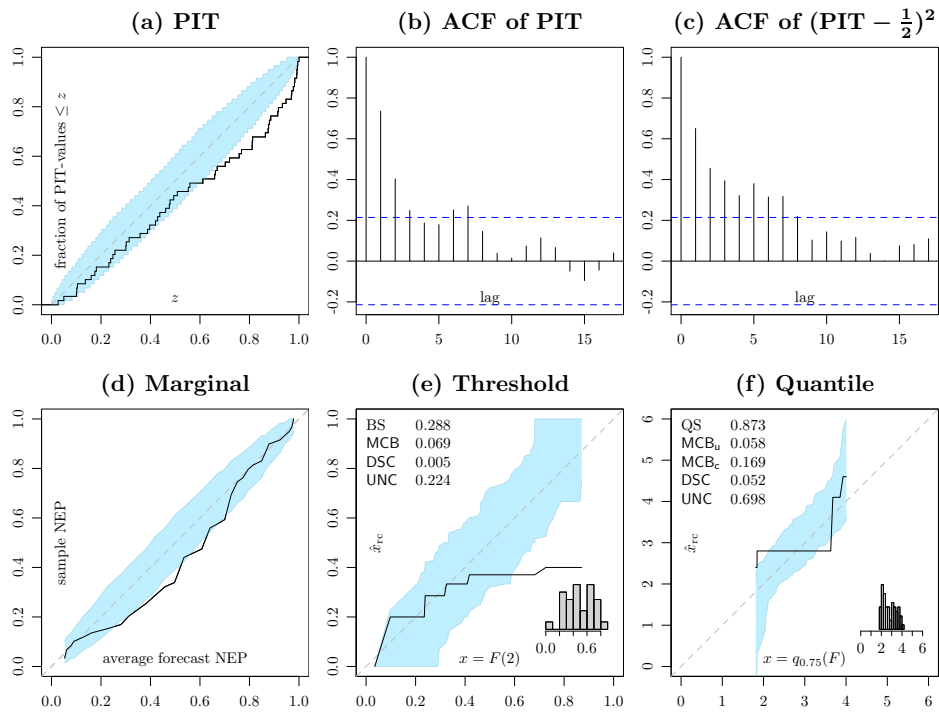 (a) PIT
(b) ACF of PIT
(c) ACF of (PIT − 1/2)²
fraction of PIT-values ≤ z
z
0.0 0.2 0.4 0.6 0.8 1.0
0.0 0.2 0.4 0.6 0.8 1.0
lag
-0.2 0.0 0.2 0.4 0.6 0.8 1.0
0 5 10 15
lag
-0.2 0.0 0.2 0.4 0.6 0.8 1.0
0 5 10 15
(d) Marginal
(e) Threshold
(f) Quantile
sample NEP
average forecast NEP
0.0 0.2 0.4 0.6 0.8 1.0
0.0 0.2 0.4 0.6 0.8 1.0
BS 0.288
MCB 0.069
DSC 0.005
UNC 0.224
x̂rc
x = F(2)
0.0 0.6
0.0 0.2 0.4 0.6 0.8 1.0
0.0 0.2 0.4 0.6 0.8 1.0
QS 0.873
MCBu 0.058
MCBc 0.169
DSC 0.052
UNC 0.698
x̂rc
x = q0.75(F)
0 2 4 6
0 1 2 3 4 5 6
0 1 2 3 4 5 6